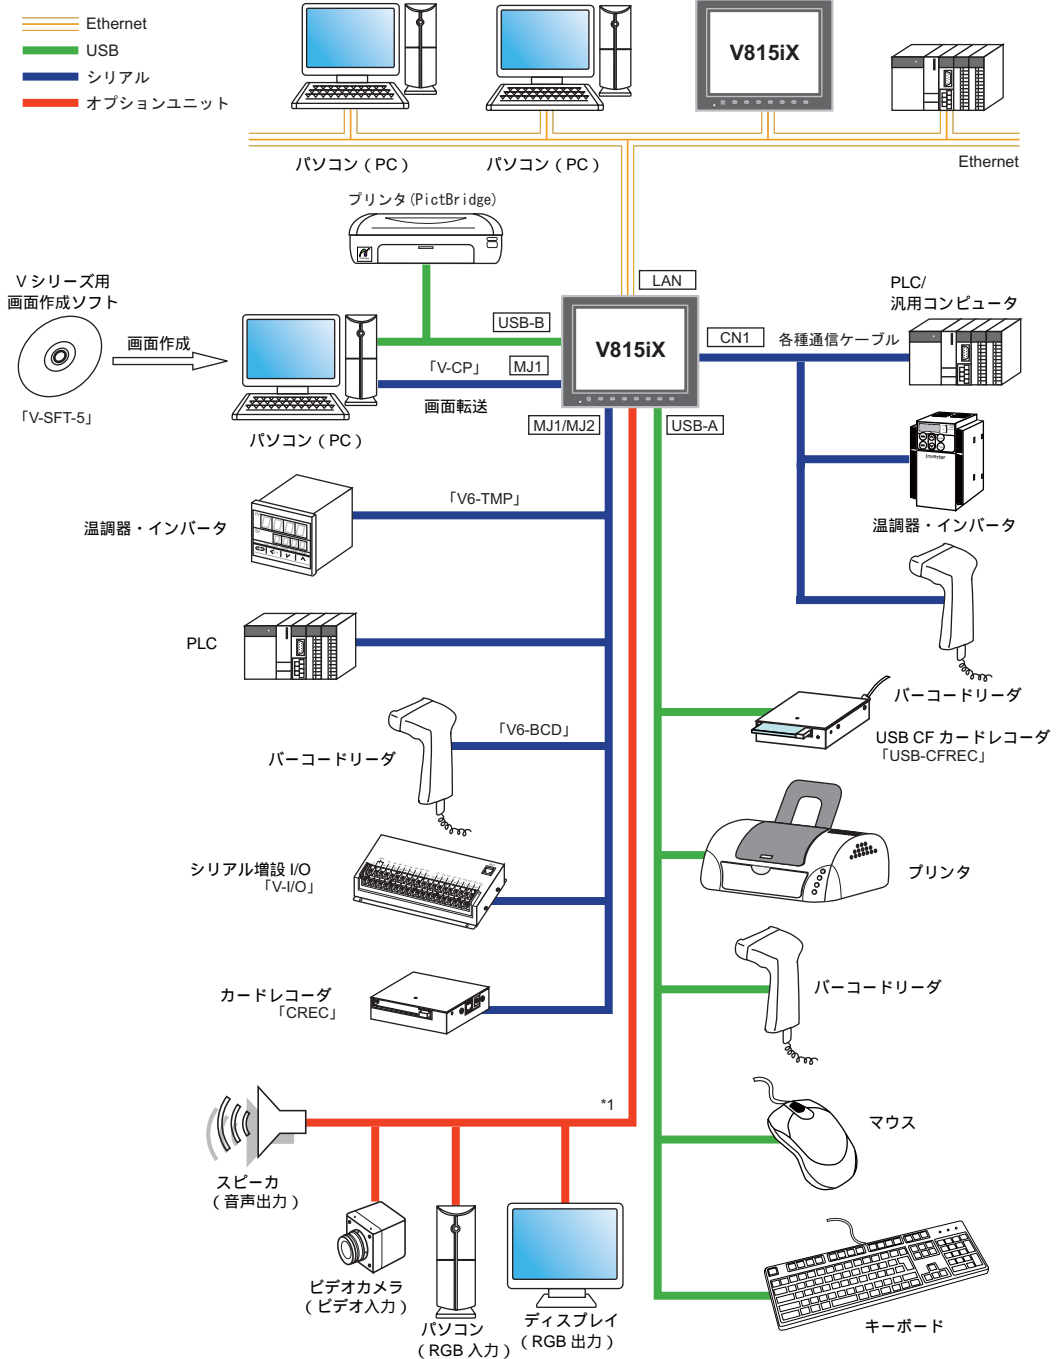 Ethernet
USB
シリアル
オプションユニット
V815iX
パソコン（PC）
パソコン（PC）
Ethernet
プリンタ(PictBridge)
LAN
Vシリーズ用
画面作成ソフト
画面作成
「V-SFT-5」
USB-B
「V-CP」
MJ1
画面転送
パソコン（PC）
V815iX
CN1
各種通信ケーブル
PLC/
汎用コンピュータ
MJ1/MJ2
USB-A
Inverter
温調器・インバータ
「V6-TMP」
温調器・インバータ
PLC
バーコードリーダ
「V6-BCD」
バーコードリーダ
USB CF カードレコーダ
「USB-CFREC」
シリアル増設 I/O
「V-I/O」
プリンタ
カードレコーダ
「CREC」
バーコードリーダ
*1
マウス
スピーカ
（音声出力）
ビデオカメラ
（ビデオ入力）
パソコン
（RGB 入力）
ディスプレイ
（RGB 出力）
キーボード